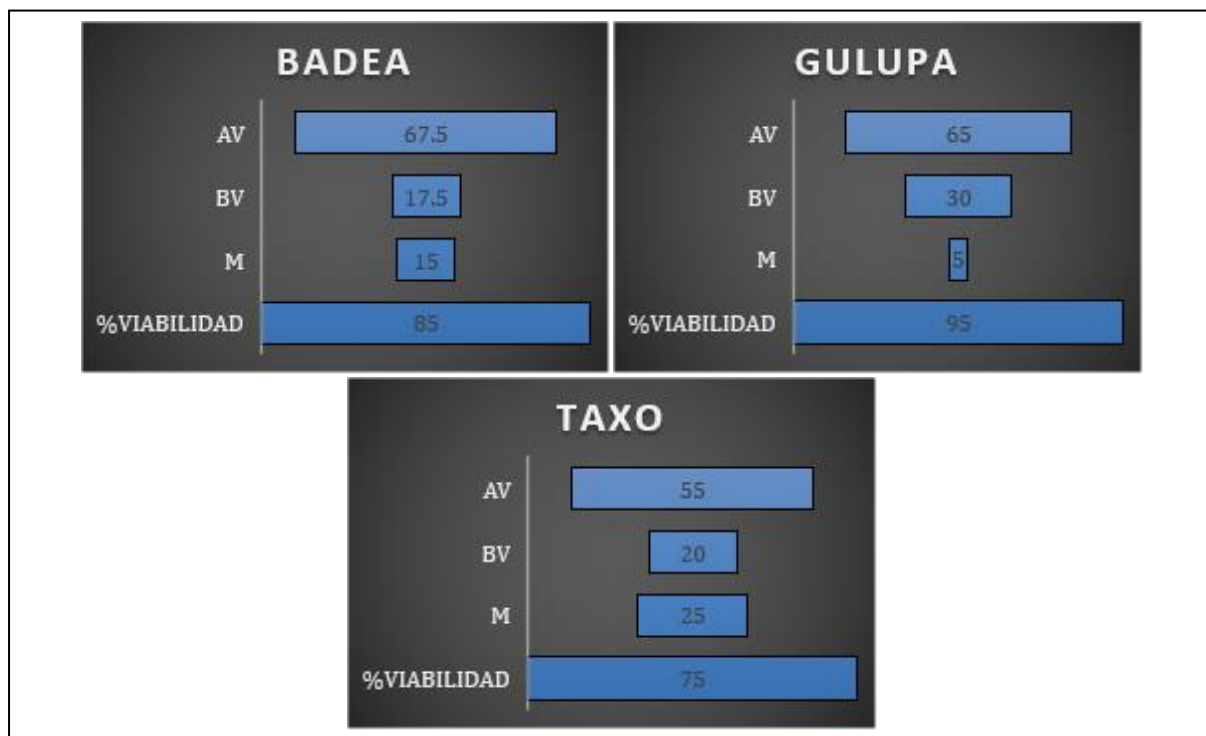 BADEA
AV 67.5
BV 17.5
M 15
%VIABILIDAD 85
GULUPA
AV 65
BV 30
M 5
%VIABILIDAD 95
TAXO
AV 55
BV 20
M 25
%VIABILIDAD 75